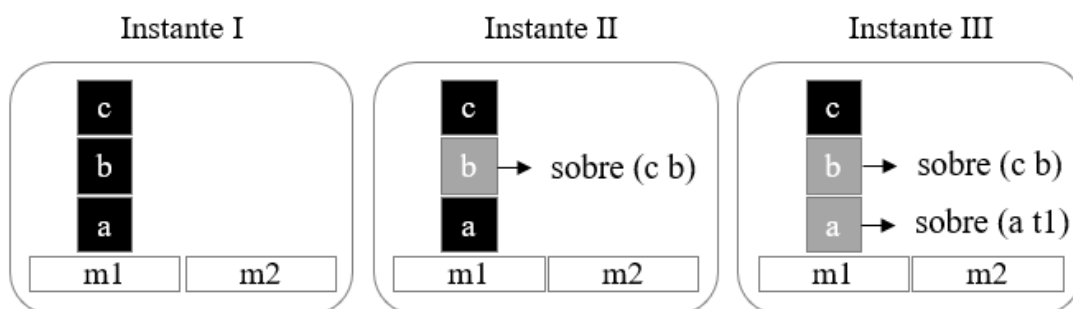 Instante I
c
b
a
m1 m2
Instante II
c
b → sobre (c b)
a
m1 m2
Instante III
c
b → sobre (c b)
a → sobre (a t1)
m1 m2